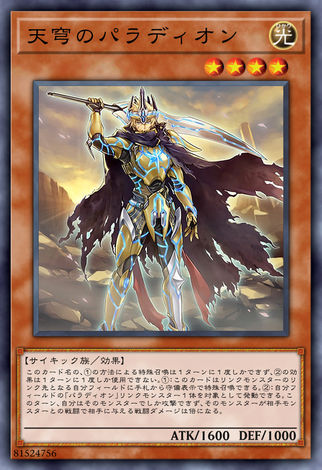 天穹のパラディオン
光
【サイキック族/効果】
このカード名の、①の方法による特殊召喚は1ターンに1度しかできず、②の効
果は1ターンに1度しか使用できない。①:このカードはリンクモンスターのリ
ンク先となる自分フィールドに手札から守備表示で特殊召喚できる。②:自分フ
ィールドの「パラディオン」リンクモンスター1体を対象として発動できる。こ
のターン、自分はそのモンスターでしか攻撃できず、そのモンスターが相手モン
スターとの戦闘で相手に与える戦闘ダメージは倍になる。
ATK/1600 DEF/1000
81524756